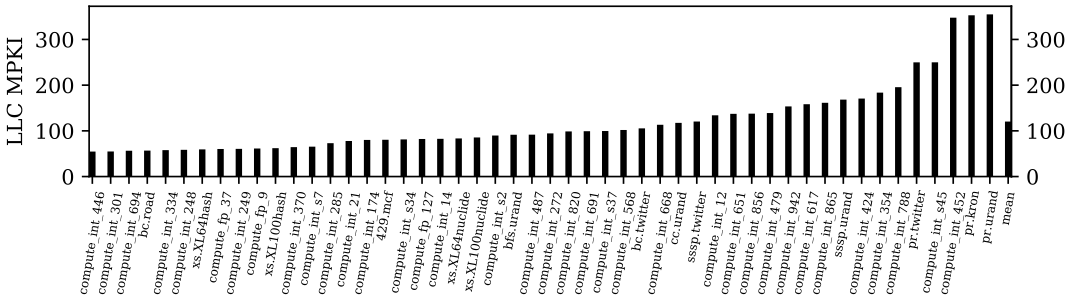 LLC MPKI
300
200
100
0
300
200
100
0
compute_int_446
compute_int_301
compute_int_694
bc.road
compute_int_334
compute_int_248
xs.XL64hash
compute_fp_37
compute_int_249
compute_fp_9
xs.XL100hash
compute_int_370
compute_int_s7
compute_int_285
compute_int_21
compute_int_174
429.mcf
compute_int_s34
compute_fp_127
compute_int_14
xs.XL64nuclide
xs.XL100nuclide
compute_int_s2
bfs.urand
compute_int_487
compute_int_272
compute_int_820
compute_int_691
compute_int_s37
compute_int_568
bc.twitter
compute_int_668
cc.urand
sssp.twitter
compute_int_12
compute_int_651
compute_int_856
compute_int_479
compute_int_942
compute_int_617
compute_int_865
sssp.urand
compute_int_424
compute_int_354
compute_int_788
pr.twitter
compute_int_s45
compute_int_452
pr.kron
pr.urand
mean